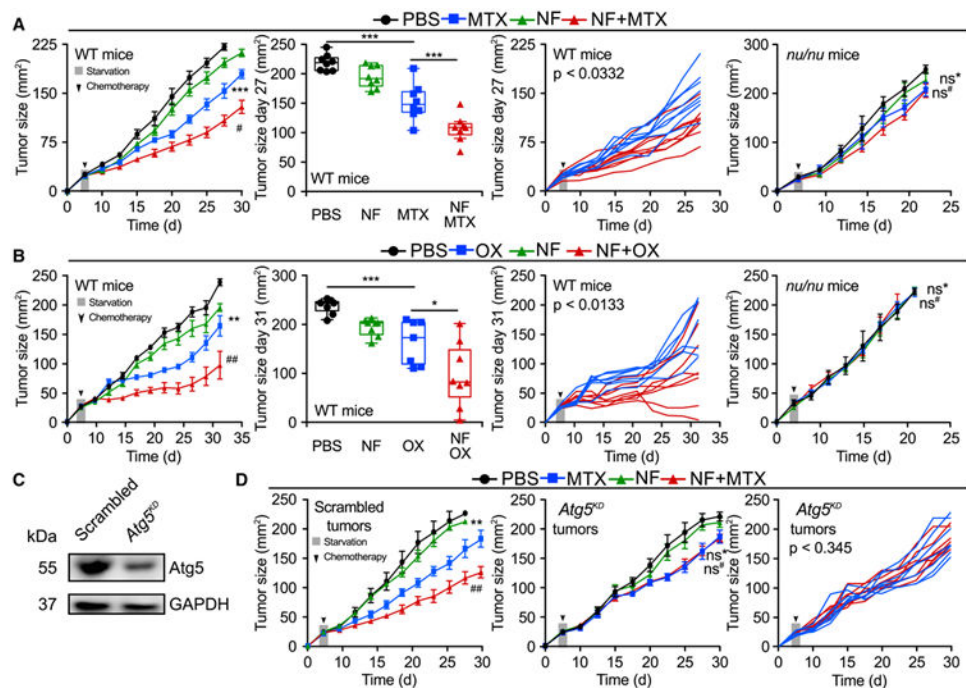 A
PBS MTX NF NF+MTX
Tumor size (mm²)
225
150
75
0
WT mice
Starvation
Chemotherapy
***
#
0 5 10 15 20 25 30
Time (d)
Tumor size day 27 (mm²)
250
200
150
100
50
0
***
***
WT mice
PBS NF MTX NF
MTX
Tumor size (mm²)
225
150
75
0
WT mice
p < 0.0332
0 5 10 15 20 25 30
Time (d)
Tumor size (mm²)
300
200
100
0
nu/nu mice
ns*
ns#
0 5 10 15 20 25
Time (d)
B
PBS OX NF NF+OX
Tumor size (mm²)
250
200
150
100
50
0
WT mice
Starvation
Chemotherapy
**
##
0 5 10 15 20 25 30 35
Time (d)
Tumor size day 31 (mm²)
300
200
100
0
***
*
WT mice
PBS NF OX NF
OX
Tumor size (mm²)
250
200
150
100
50
0
WT mice
p < 0.0133
0 5 10 15 20 25 30 35
Time (d)
Tumor size (mm²)
250
200
150
100
50
0
nu/nu mice
ns*
ns#
0 5 10 15 20 25
Time (d)
C
Scrambled
Atg5KD
kDa
55
Atg5
37
GAPDH
D
PBS MTX NF NF+MTX
Tumor size (mm²)
250
200
150
100
50
0
Scrambled
tumors
Starvation
Chemotherapy
**
##
0 5 10 15 20 25 30
Time (d)
Tumor size (mm²)
250
200
150
100
50
0
Atg5KD
tumors
ns*
ns#
0 5 10 15 20 25 30
Time (d)
Tumor size (mm²)
250
200
150
100
50
0
Atg5KD
tumors
p < 0.345
0 5 10 15 20 25 30
Time (d)